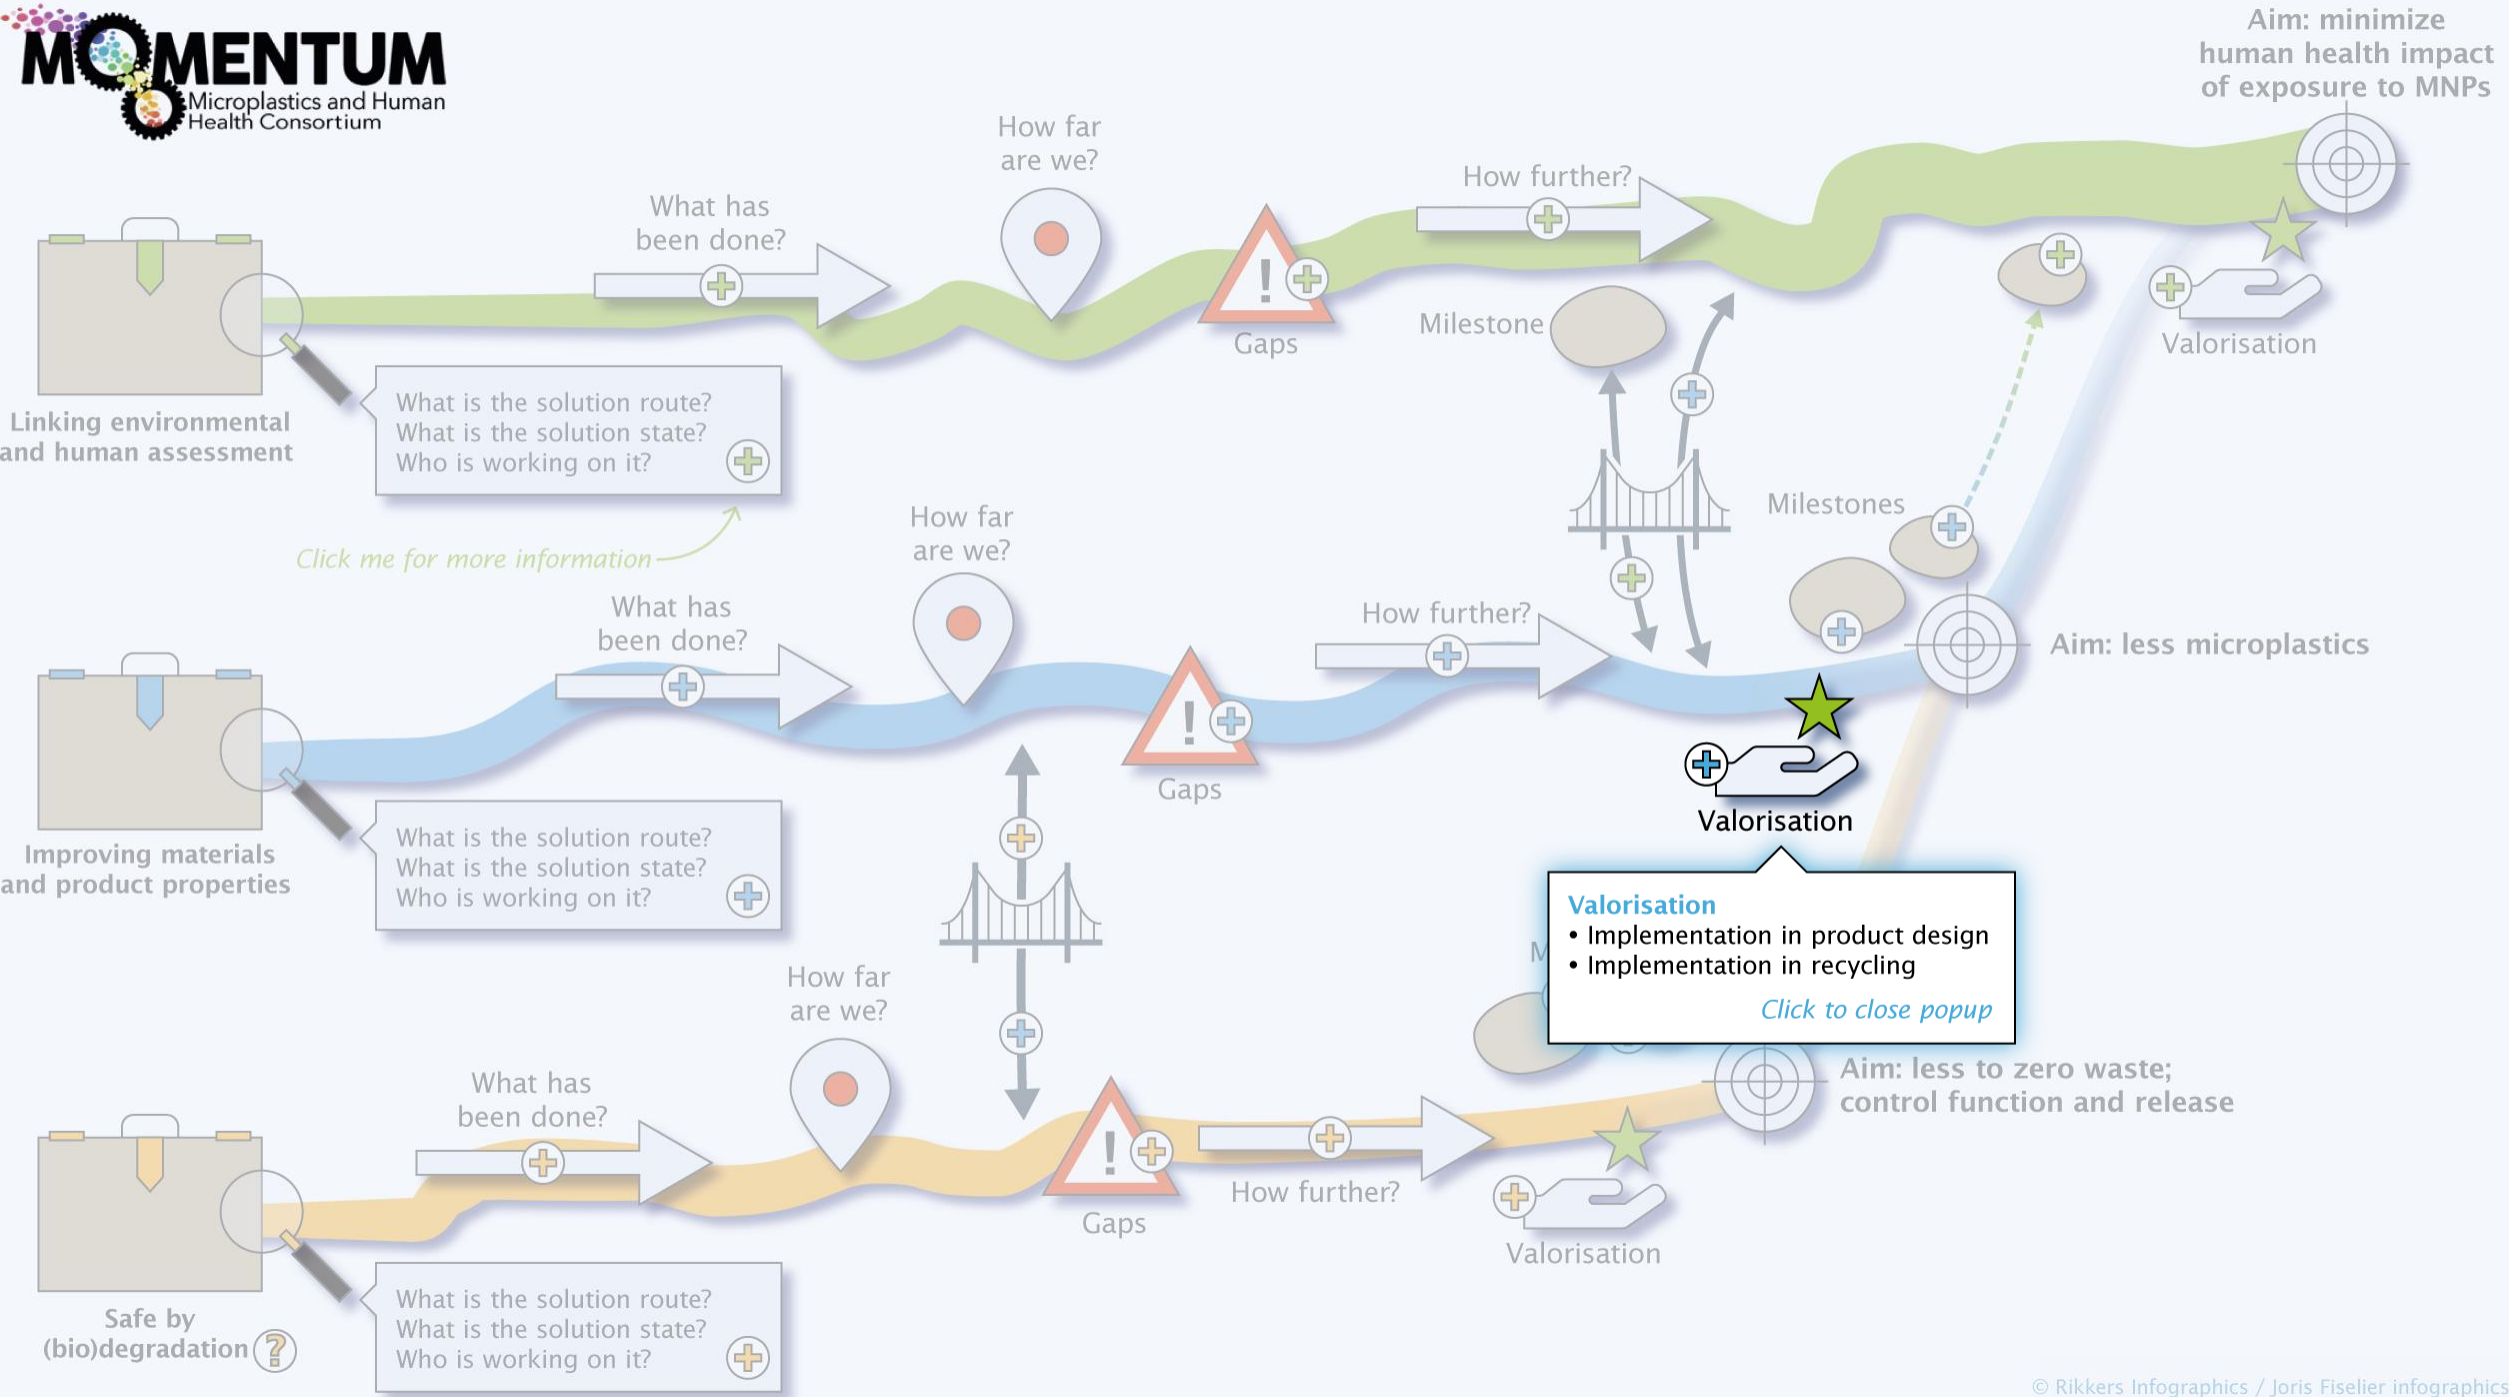 MOMENTUM
Microplastics and Human
Health Consortium
Aim: minimize
human health impact
of exposure to MNPs
How far
are we?
How further?
What has
been done?
!
Gaps
Milestone
Valorisation
Linking environmental
and human assessment
What is the solution route?
What is the solution state?
Who is working on it?
Click me for more information
How far
are we?
Milestones
What has
been done?
How further?
Aim: less microplastics
!
Gaps
Valorisation
Improving materials
and product properties
What is the solution route?
What is the solution state?
Who is working on it?
Valorisation
• Implementation in product design
• Implementation in recycling
Click to close popup
How far
are we?
What has
been done?
Aim: less to zero waste;
control function and release
!
Gaps
How further?
Valorisation
Safe by
(bio)degradation ?
What is the solution route?
What is the solution state?
Who is working on it?
© Rikkers Infographics / Joris Fiselier infographics